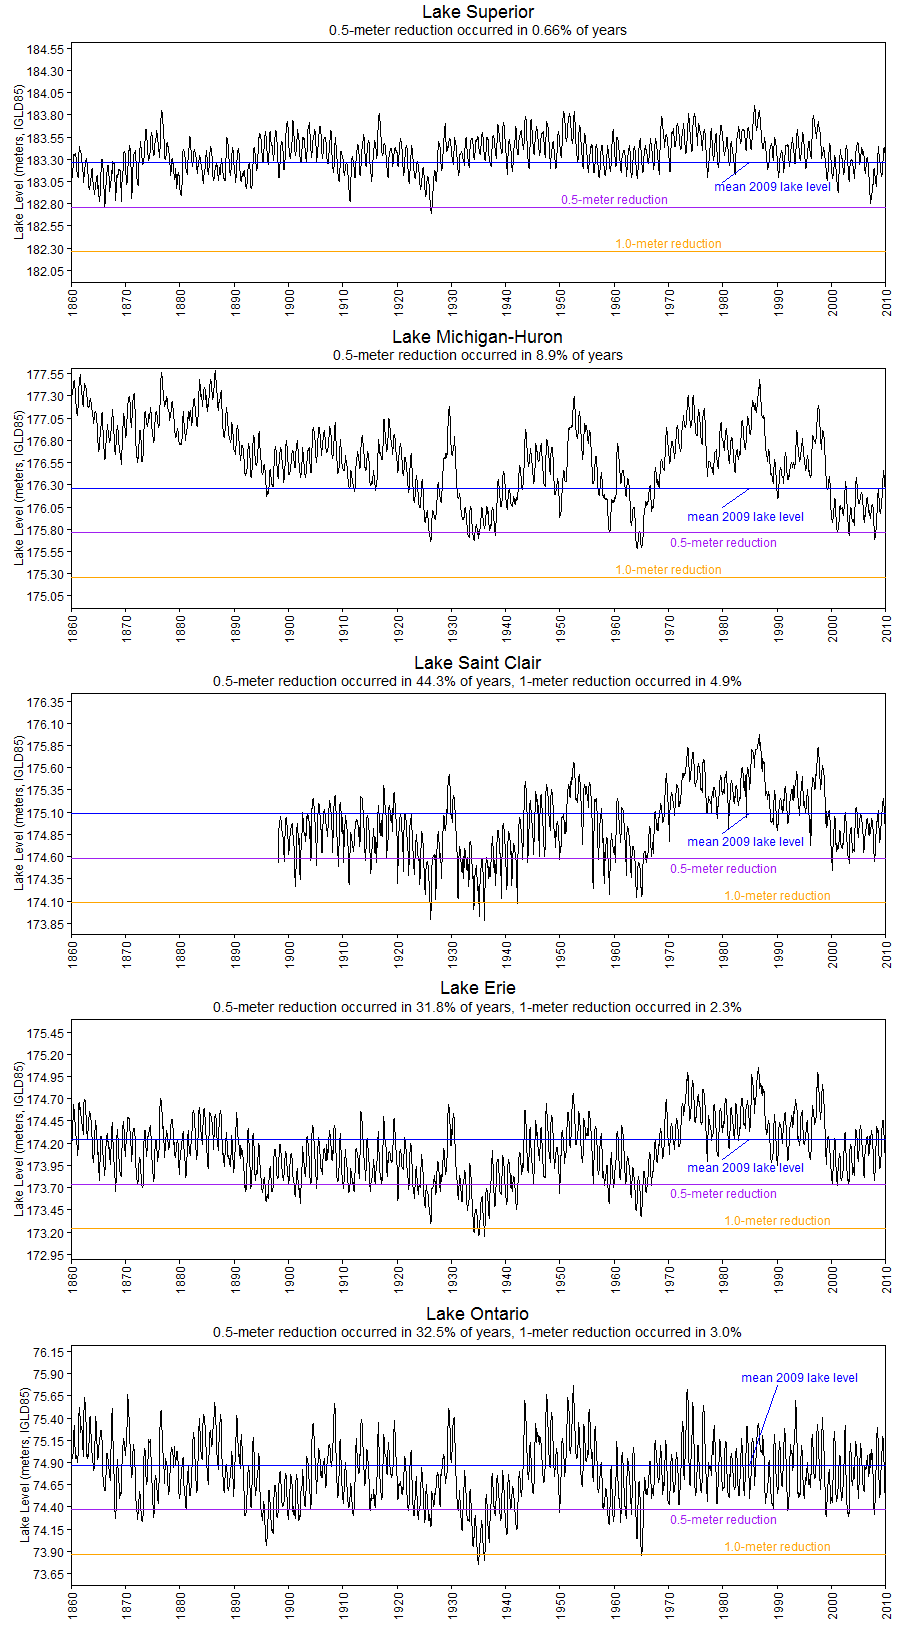 Lake Superior
0.5-meter reduction occurred in 0.66% of years
Lake Level (meters, IGLD85)
184.55
184.30
184.05
183.80
183.55
183.30
183.05
182.80
182.55
182.30
182.05
mean 2009 lake level
0.5-meter reduction
1.0-meter reduction
1860 1870 1880 1890 1900 1910 1920 1930 1940 1950 1960 1970 1980 1990 2000 2010
Lake Michigan-Huron
0.5-meter reduction occurred in 8.9% of years
Lake Level (meters, IGLD85)
177.55
177.30
177.05
176.80
176.55
176.30
176.05
175.80
175.55
175.30
175.05
mean 2009 lake level
0.5-meter reduction
1.0-meter reduction
1860 1870 1880 1890 1900 1910 1920 1930 1940 1950 1960 1970 1980 1990 2000 2010
Lake Saint Clair
0.5-meter reduction occurred in 44.3% of years, 1-meter reduction occurred in 4.9%
Lake Level (meters, IGLD85)
176.35
176.10
175.85
175.60
175.35
175.10
174.85
174.60
174.35
174.10
173.85
mean 2009 lake level
0.5-meter reduction
1.0-meter reduction
1860 1870 1880 1890 1900 1910 1920 1930 1940 1950 1960 1970 1980 1990 2000 2010
Lake Erie
0.5-meter reduction occurred in 31.8% of years, 1-meter reduction occurred in 2.3%
Lake Level (meters, IGLD85)
175.45
175.20
174.95
174.70
174.45
174.20
173.95
173.70
173.45
173.20
172.95
mean 2009 lake level
0.5-meter reduction
1.0-meter reduction
1860 1870 1880 1890 1900 1910 1920 1930 1940 1950 1960 1970 1980 1990 2000 2010
Lake Ontario
0.5-meter reduction occurred in 32.5% of years, 1-meter reduction occurred in 3.0%
Lake Level (meters, IGLD85)
76.15
75.90
75.65
75.40
75.15
74.90
74.65
74.40
74.15
73.90
73.65
mean 2009 lake level
0.5-meter reduction
1.0-meter reduction
1860 1870 1880 1890 1900 1910 1920 1930 1940 1950 1960 1970 1980 1990 2000 2010